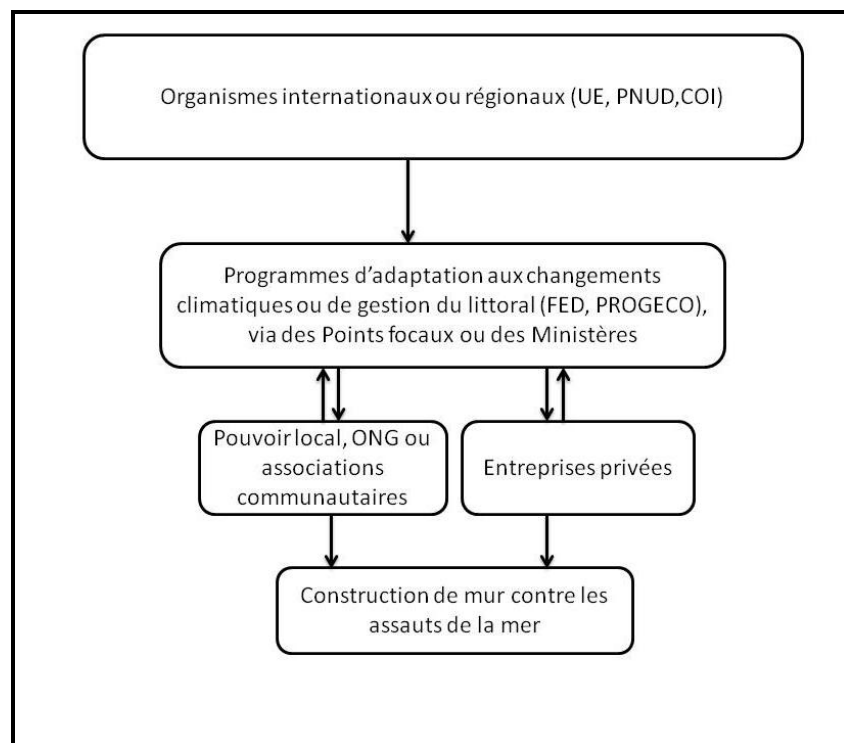 Organismes internationaux ou régionaux (UE, PNUD,COI)
Programmes d'adaptation aux changements
climatiques ou de gestion du littoral (FED, PROGECO),
via des Points focaux ou des Ministères
Pouvoir local, ONG ou
associations
communautaires
Entreprises privées
Construction de mur contre les
assauts de la mer